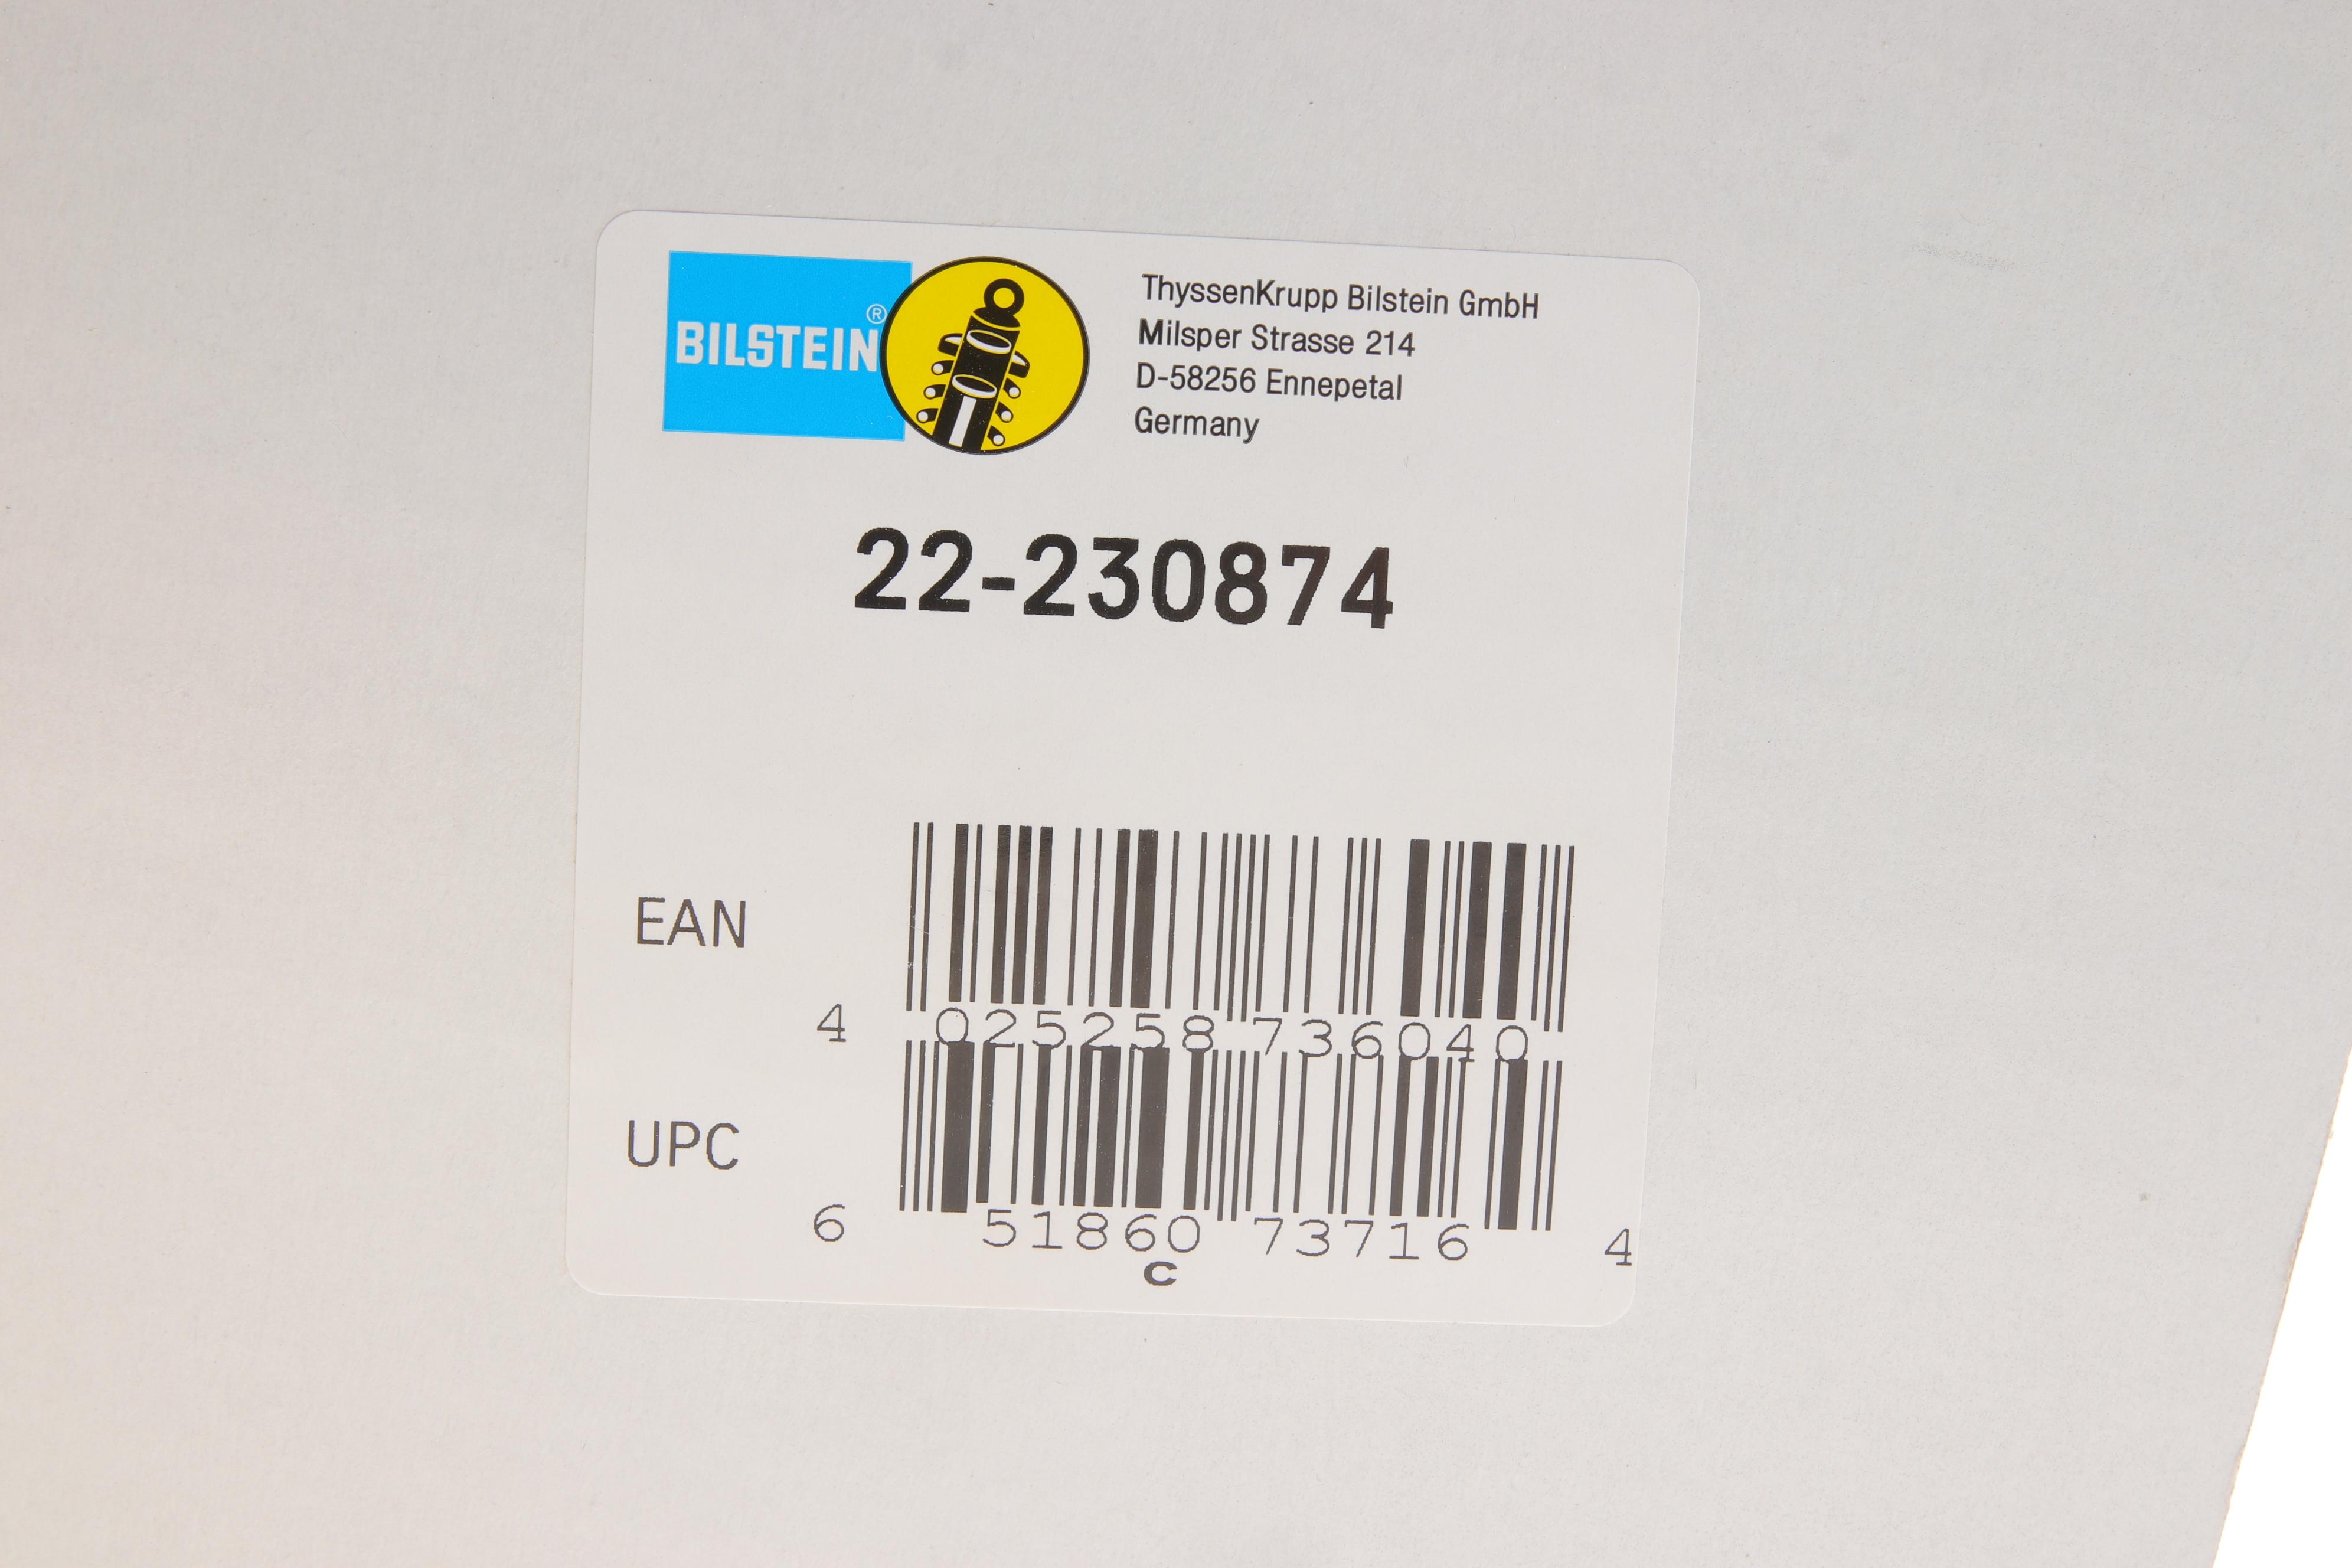 BILSTEIN®
ThyssenKrupp Bilstein GmbH
Milsper Strasse 214
D-58256 Ennepetal
Germany
22-230874
EAN
4 025258 736040
UPC
6 51860 73716 4
C